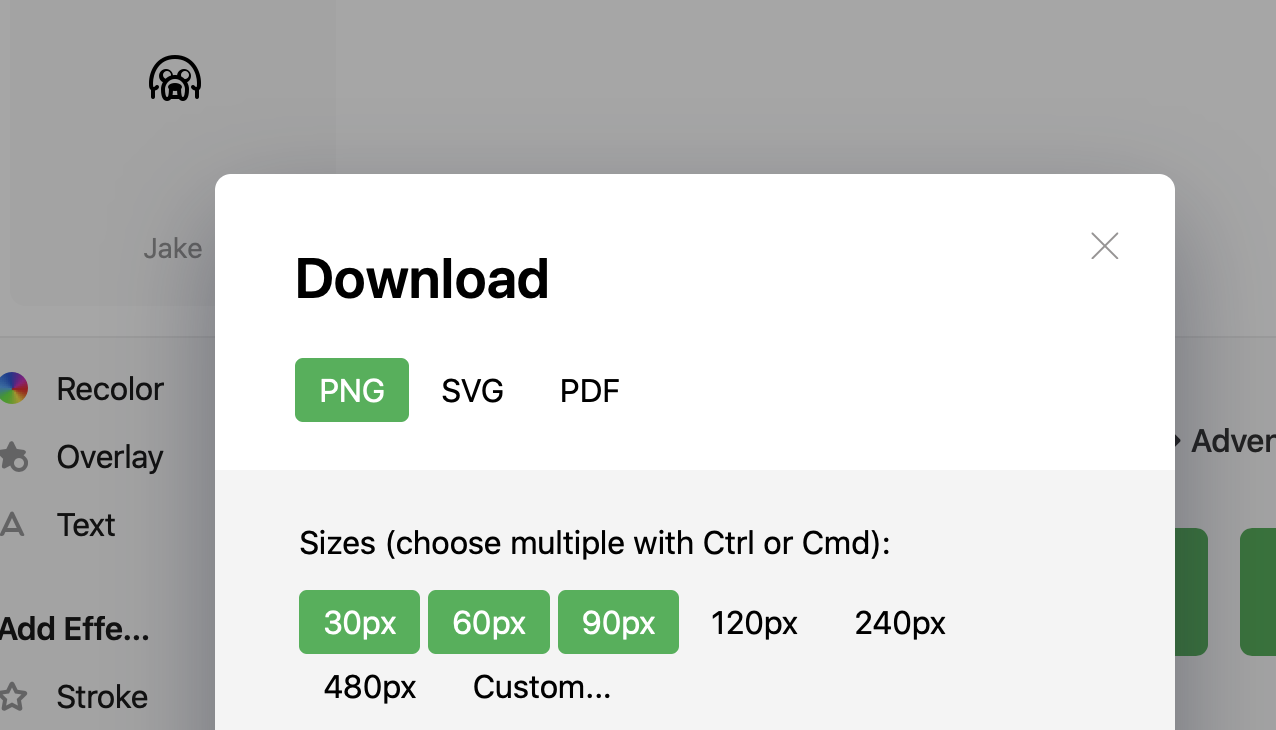 Jake
Download
PNG SVG PDF
Recolor
Overlay
Text
Add Effe...
Stroke
Sizes (choose multiple with Ctrl or Cmd):
30px 60px 90px 120px 240px
480px Custom...